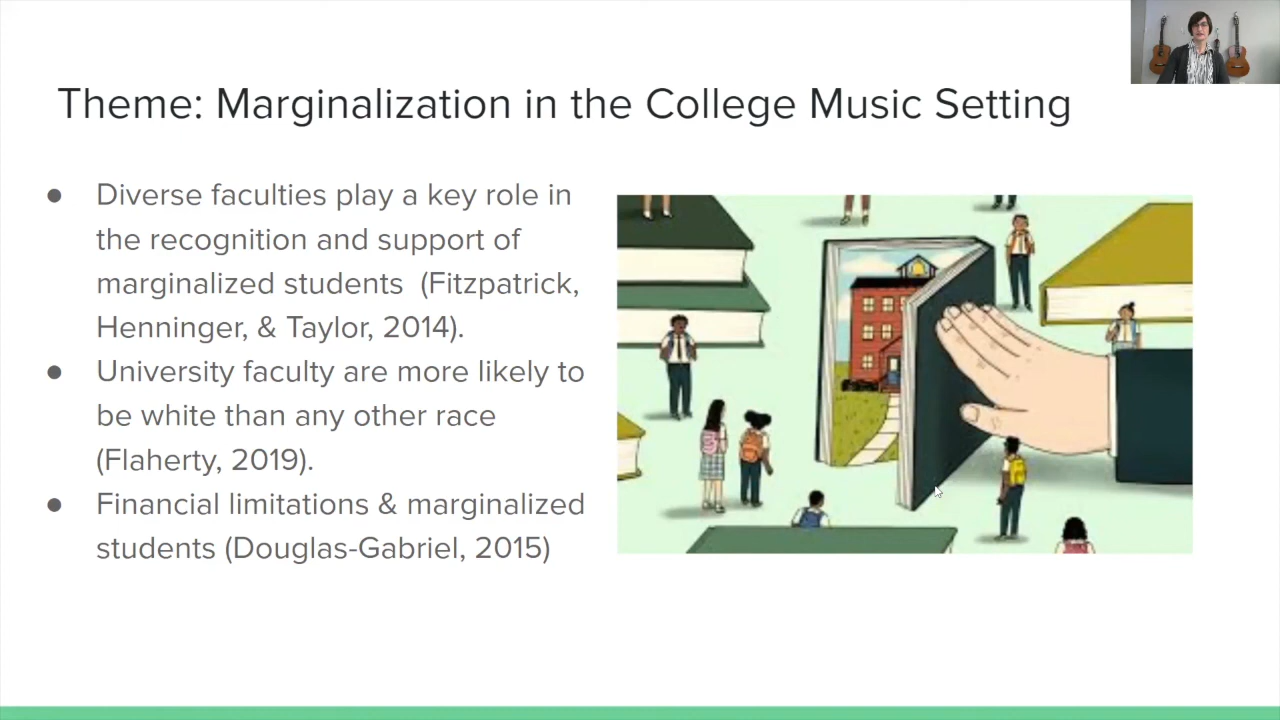 Theme: Marginalization in the College Music Setting
● Diverse faculties play a key role in
the recognition and support of
marginalized students (Fitzpatrick,
Henninger, & Taylor, 2014).
● University faculty are more likely to
be white than any other race
(Flaherty, 2019).
● Financial limitations & marginalized
students (Douglas-Gabriel, 2015)